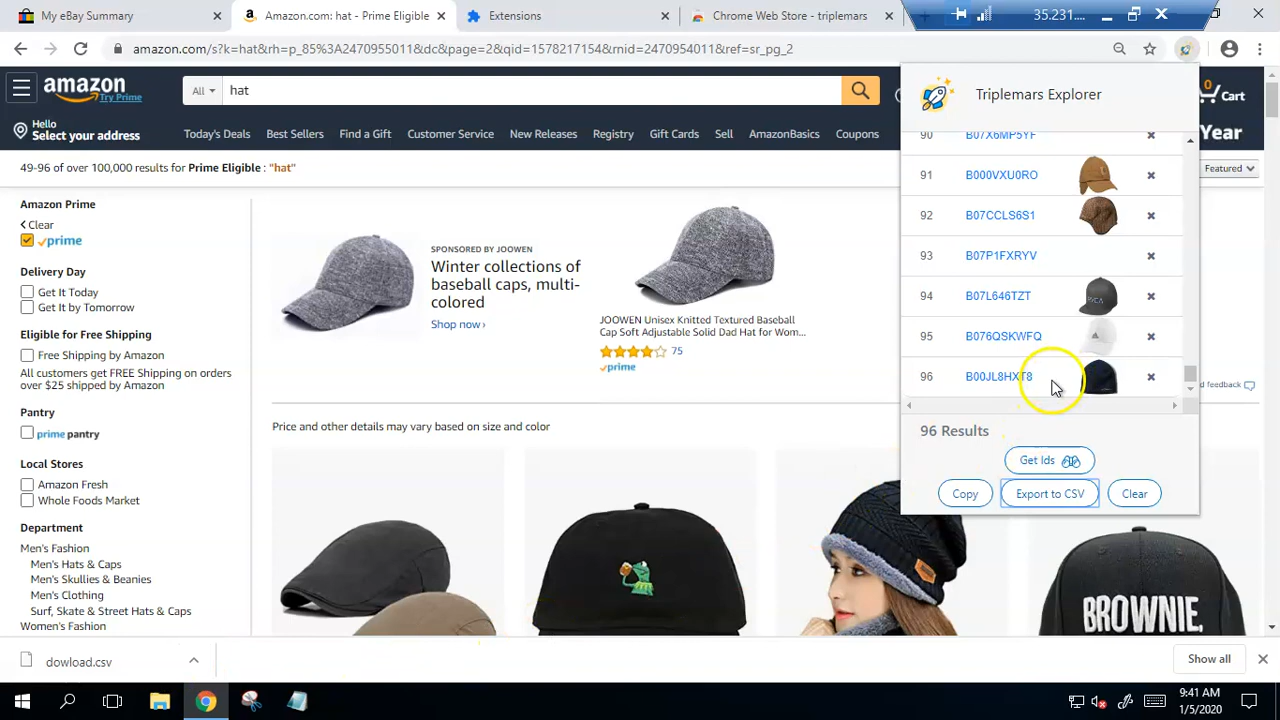 My eBay Summary
Amazon.com: hat - Prime Eligible
Extensions
Chrome Web Store - triplemars
35.231....
amazon.com/s?k=hat&rh=p_85%3A2470955011&dc&page=2&qid=1578217154&rnid=2470954011&ref=sr_pg_2
amazon
Try Prime
All
hat
Cart
0
Hello
Select your address
Today's Deals
Best Sellers
Find a Gift
Customer Service
New Releases
Registry
Gift Cards
Sell
AmazonBasics
Coupons
Year
49-96 of over 100,000 results for Prime Eligible : "hat"
Featured
Amazon Prime
Clear
prime
Delivery Day
Get It Today
Get It by Tomorrow
Eligible for Free Shipping
Free Shipping by Amazon
All customers get FREE Shipping on orders
over $25 shipped by Amazon
Pantry
prime pantry
Local Stores
Amazon Fresh
Whole Foods Market
Department
Men's Fashion
Men's Hats & Caps
Men's Skullies & Beanies
Men's Clothing
Surf, Skate & Street Hats & Caps
Women's Fashion
SPONSORED BY JOOWEN
Winter collections of
baseball caps, multi-
colored
Shop now ›
JOOWEN Unisex Knitted Textured Baseball
Cap Soft Adjustable Solid Dad Hat for Wom...
75
prime
Price and other details may vary based on size and color
BROWNIE.
Triplemars Explorer
90 B07X6MP5YF
91 B000VXU0RO
92 B07CCLS6S1
93 B07P1FXRYV
94 B07L646TZT
95 B076QSKWFQ
96 B00JL8HXT8
d feedback
96 Results
Get Ids
Copy
Export to CSV
Clear
dowload.csv
Show all
9:41 AM
1/5/2020